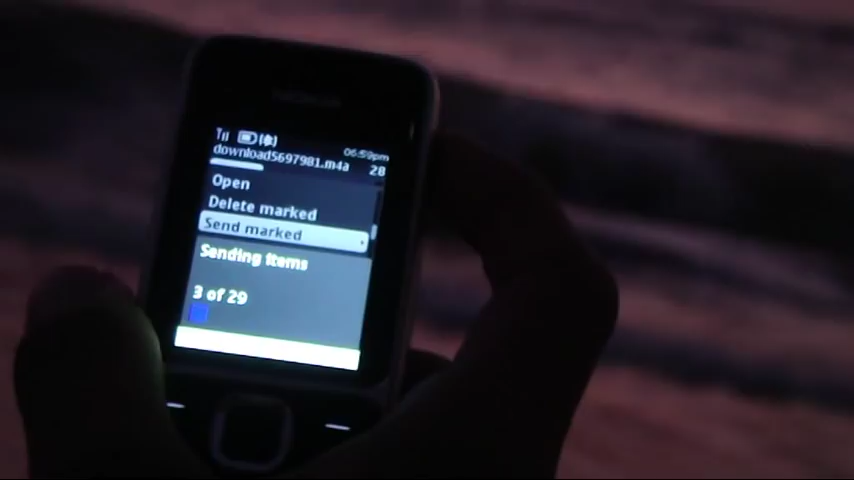 06:59pm
download5697981.m4a 28
Open
Delete marked
Send marked
Sending items
3 of 29